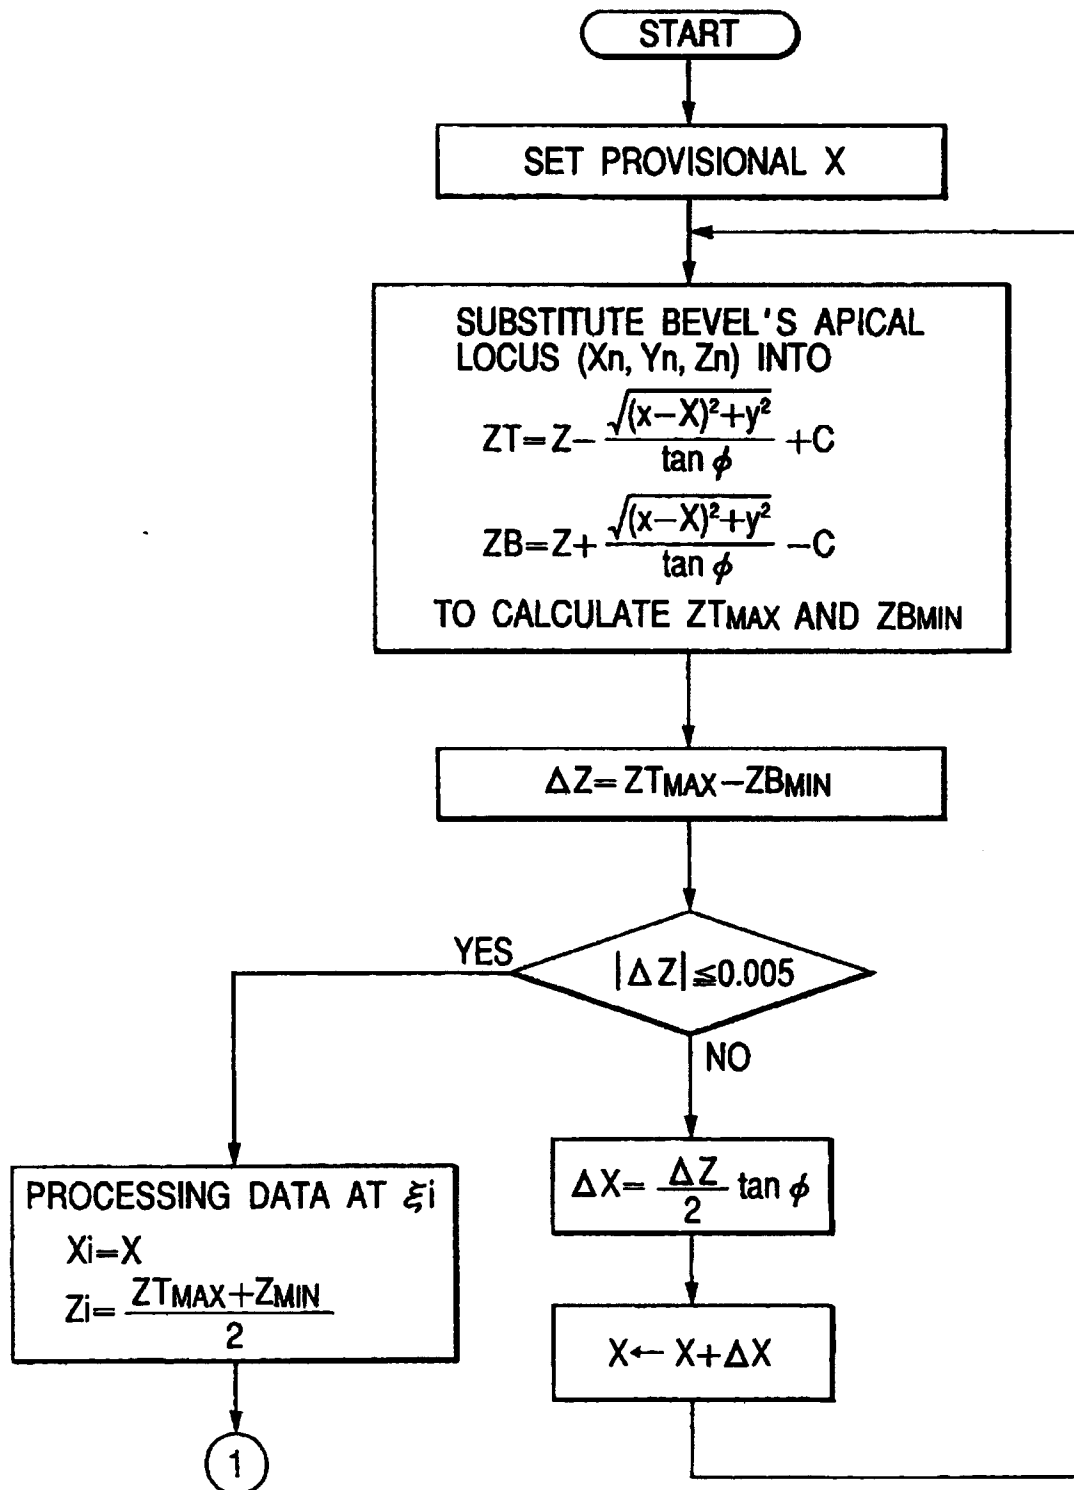 START
SET PROVISIONAL X
SUBSTITUTE BEVEL'S APICAL
LOCUS (Xn, Yn, Zn) INTO
ZT=Z-√(x-X)²+y²/tan φ+C
ZB=Z+√(x-X)²+y²/tan φ-C
TO CALCULATE ZTMAX AND ZBMIN
ΔZ=ZTMAX-ZBMIN
|ΔZ|≦0.005
YES
NO
PROCESSING DATA AT ξi
Xi=X
Zi=ZTMAX+ZMIN/2
ΔX=ΔZ/2 tan φ
X←X+ΔX
1